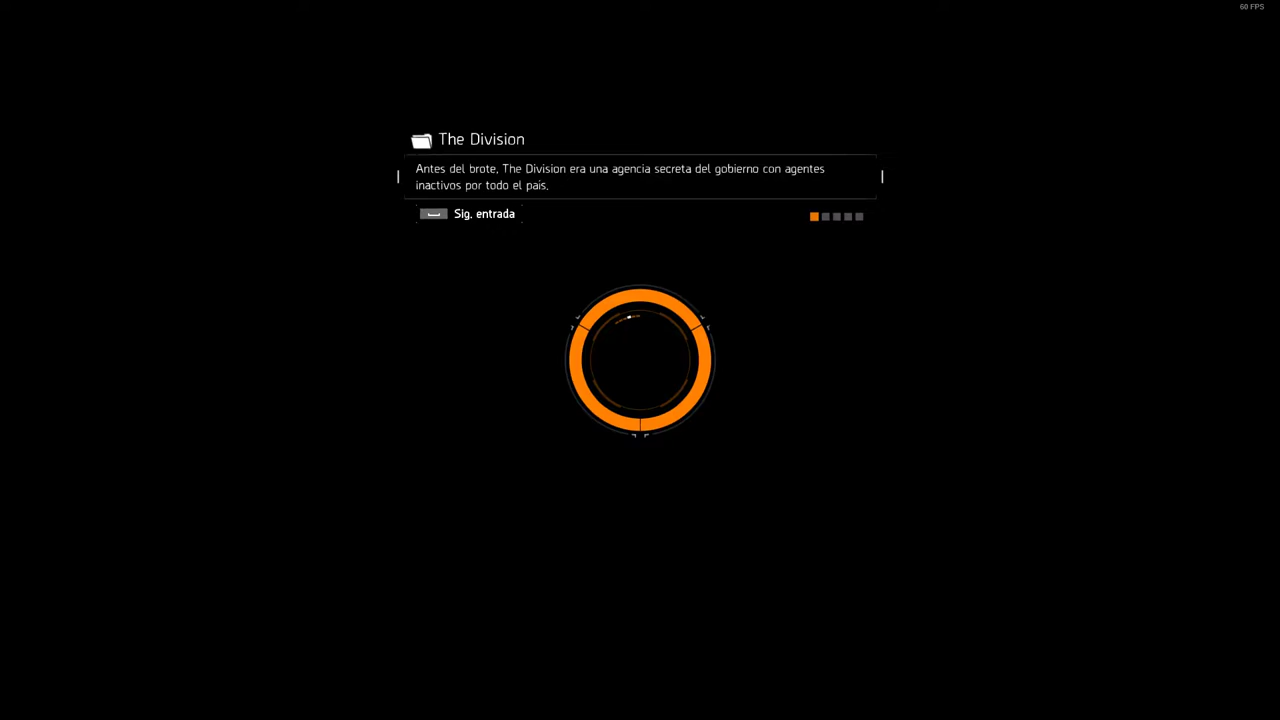 60 FPS
The Division
Antes del brote, The Division era una agencia secreta del gobierno con agentes
inactivos por todo el país.
Sig. entrada